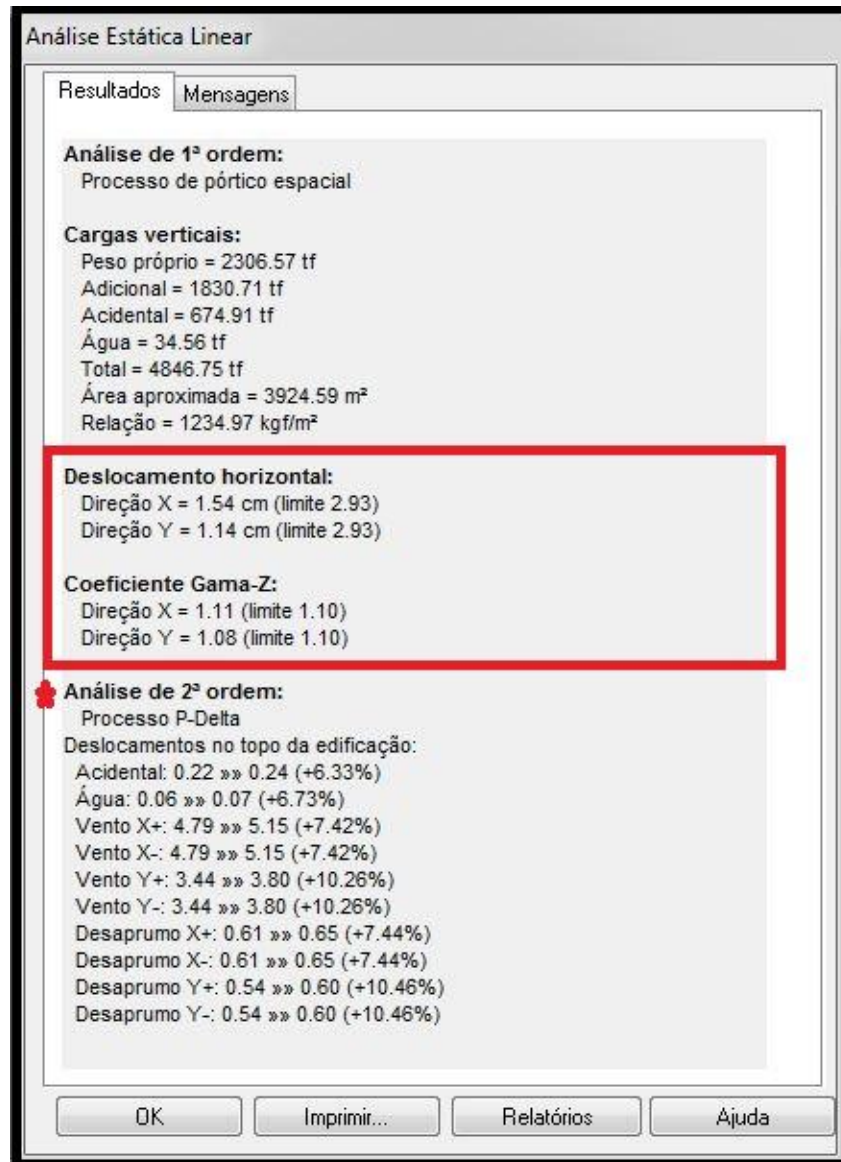 Análise Estática Linear
Resultados
Mensagens
Análise de 1ª ordem:
Processo de pórtico espacial
Cargas verticais:
Peso próprio = 2306.57 tf
Adicional = 1830.71 tf
Acidental = 674.91 tf
Água = 34.56 tf
Total = 4846.75 tf
Área aproximada = 3924.59 m²
Relação = 1234.97 kgf/m²
Deslocamento horizontal:
Direção X = 1.54 cm (limite 2.93)
Direção Y = 1.14 cm (limite 2.93)
Coeficiente Gama-Z:
Direção X = 1.11 (limite 1.10)
Direção Y = 1.08 (limite 1.10)
Análise de 2ª ordem:
Processo P-Delta
Deslocamentos no topo da edificação:
Acidental: 0.22 »» 0.24 (+6.33%)
Água: 0.06 »» 0.07 (+6.73%)
Vento X+: 4.79 »» 5.15 (+7.42%)
Vento X-: 4.79 »» 5.15 (+7.42%)
Vento Y+: 3.44 »» 3.80 (+10.26%)
Vento Y-: 3.44 »» 3.80 (+10.26%)
Desaprumo X+: 0.61 »» 0.65 (+7.44%)
Desaprumo X-: 0.61 »» 0.65 (+7.44%)
Desaprumo Y+: 0.54 »» 0.60 (+10.46%)
Desaprumo Y-: 0.54 »» 0.60 (+10.46%)
OK
Imprimir...
Relatórios
Ajuda